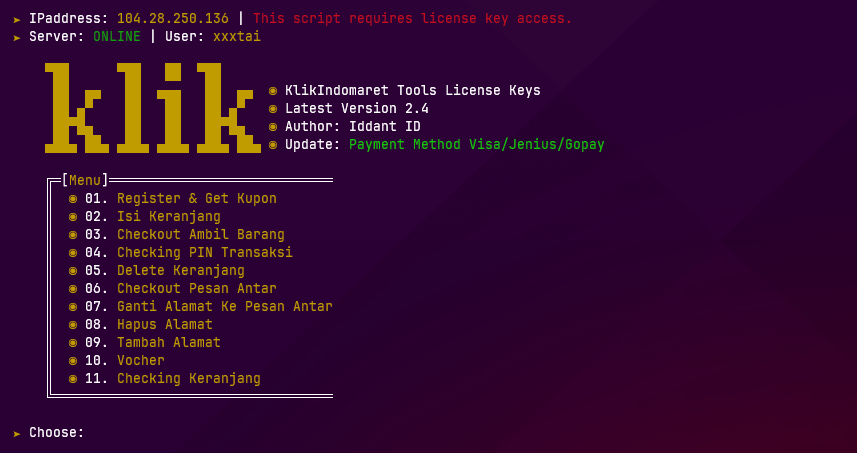 ➤ IPaddress: 104.28.250.136 | This script requires license key access.
➤ Server: ONLINE | User: xxxtai
klik
◉ KlikIndomaret Tools License Keys
◉ Latest Version 2.4
◉ Author: Iddant ID
◉ Update: Payment Method Visa/Jenius/Gopay
[Menu]
◉ 01. Register & Get Kupon
◉ 02. Isi Keranjang
◉ 03. Checkout Ambil Barang
◉ 04. Checking PIN Transaksi
◉ 05. Delete Keranjang
◉ 06. Checkout Pesan Antar
◉ 07. Ganti Alamat Ke Pesan Antar
◉ 08. Hapus Alamat
◉ 09. Tambah Alamat
◉ 10. Vocher
◉ 11. Checking Keranjang
➤ Choose: